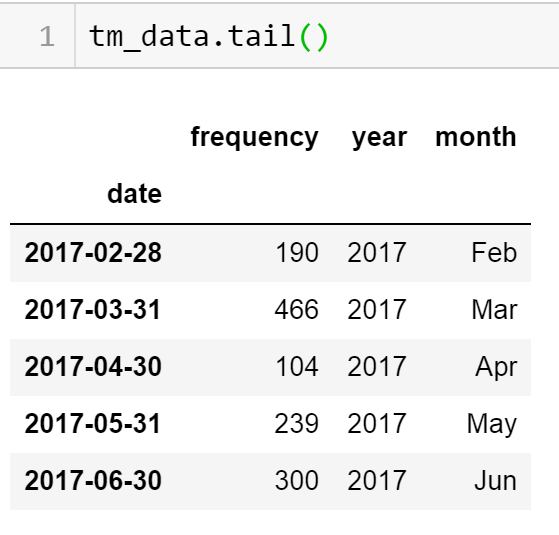 1 tm_data.tail()
frequency year month
date
2017-02-28 190 2017 Feb
2017-03-31 466 2017 Mar
2017-04-30 104 2017 Apr
2017-05-31 239 2017 May
2017-06-30 300 2017 Jun